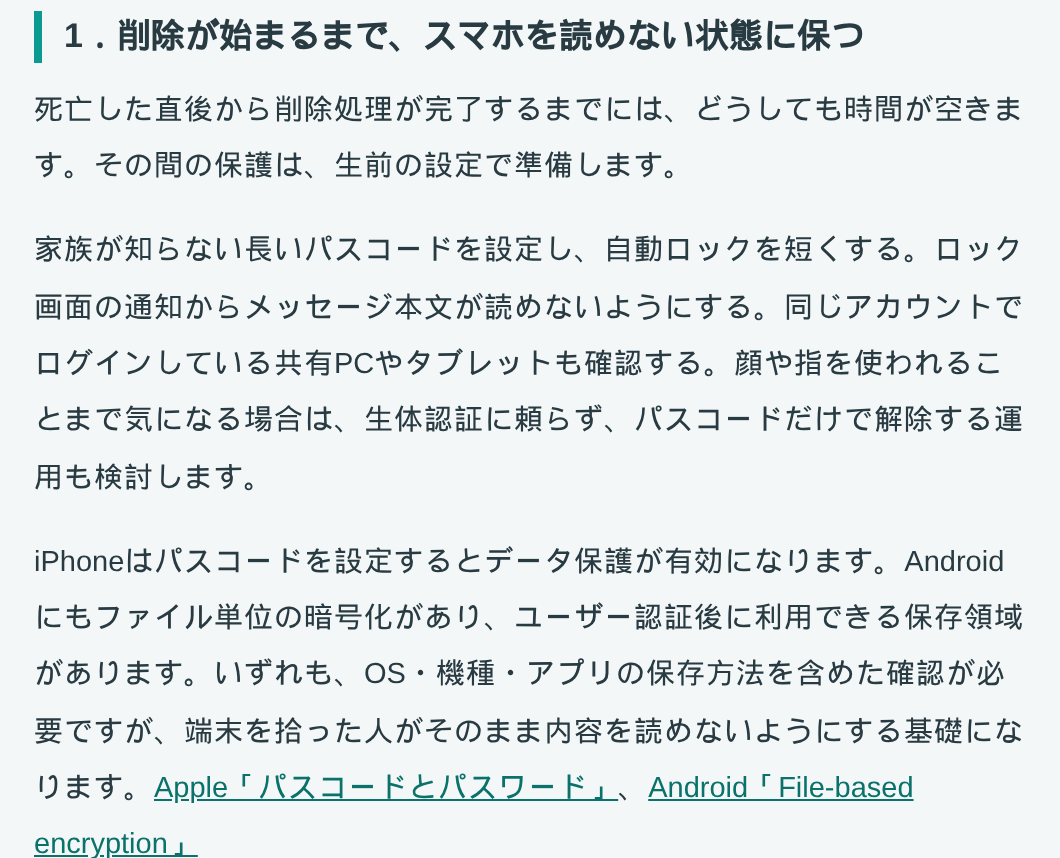 1．削除が始まるまで、スマホを読めない状態に保つ
死亡した直後から削除処理が完了するまでには、どうしても時間が空きま
す。その間の保護は、生前の設定で準備します。
家族が知らない長いパスコードを設定し、自動ロックを短くする。ロック
画面の通知からメッセージ本文が読めないようにする。同じアカウントで
ログインしている共有PCやタブレットも確認する。顔や指を使われるこ
とまで気になる場合は、生体認証に頼らず、パスコードだけで解除する運
用も検討します。
iPhoneはパスコードを設定するとデータ保護が有効になります。Android
にもファイル単位の暗号化があり、ユーザー認証後に利用できる保存領域
があります。いずれも、OS・機種・アプリの保存方法を含めた確認が必
要ですが、端末を拾った人がそのまま内容を読めないようにする基礎にな
ります。Apple「パスコードとパスワード」、Android「File-based
encryption」